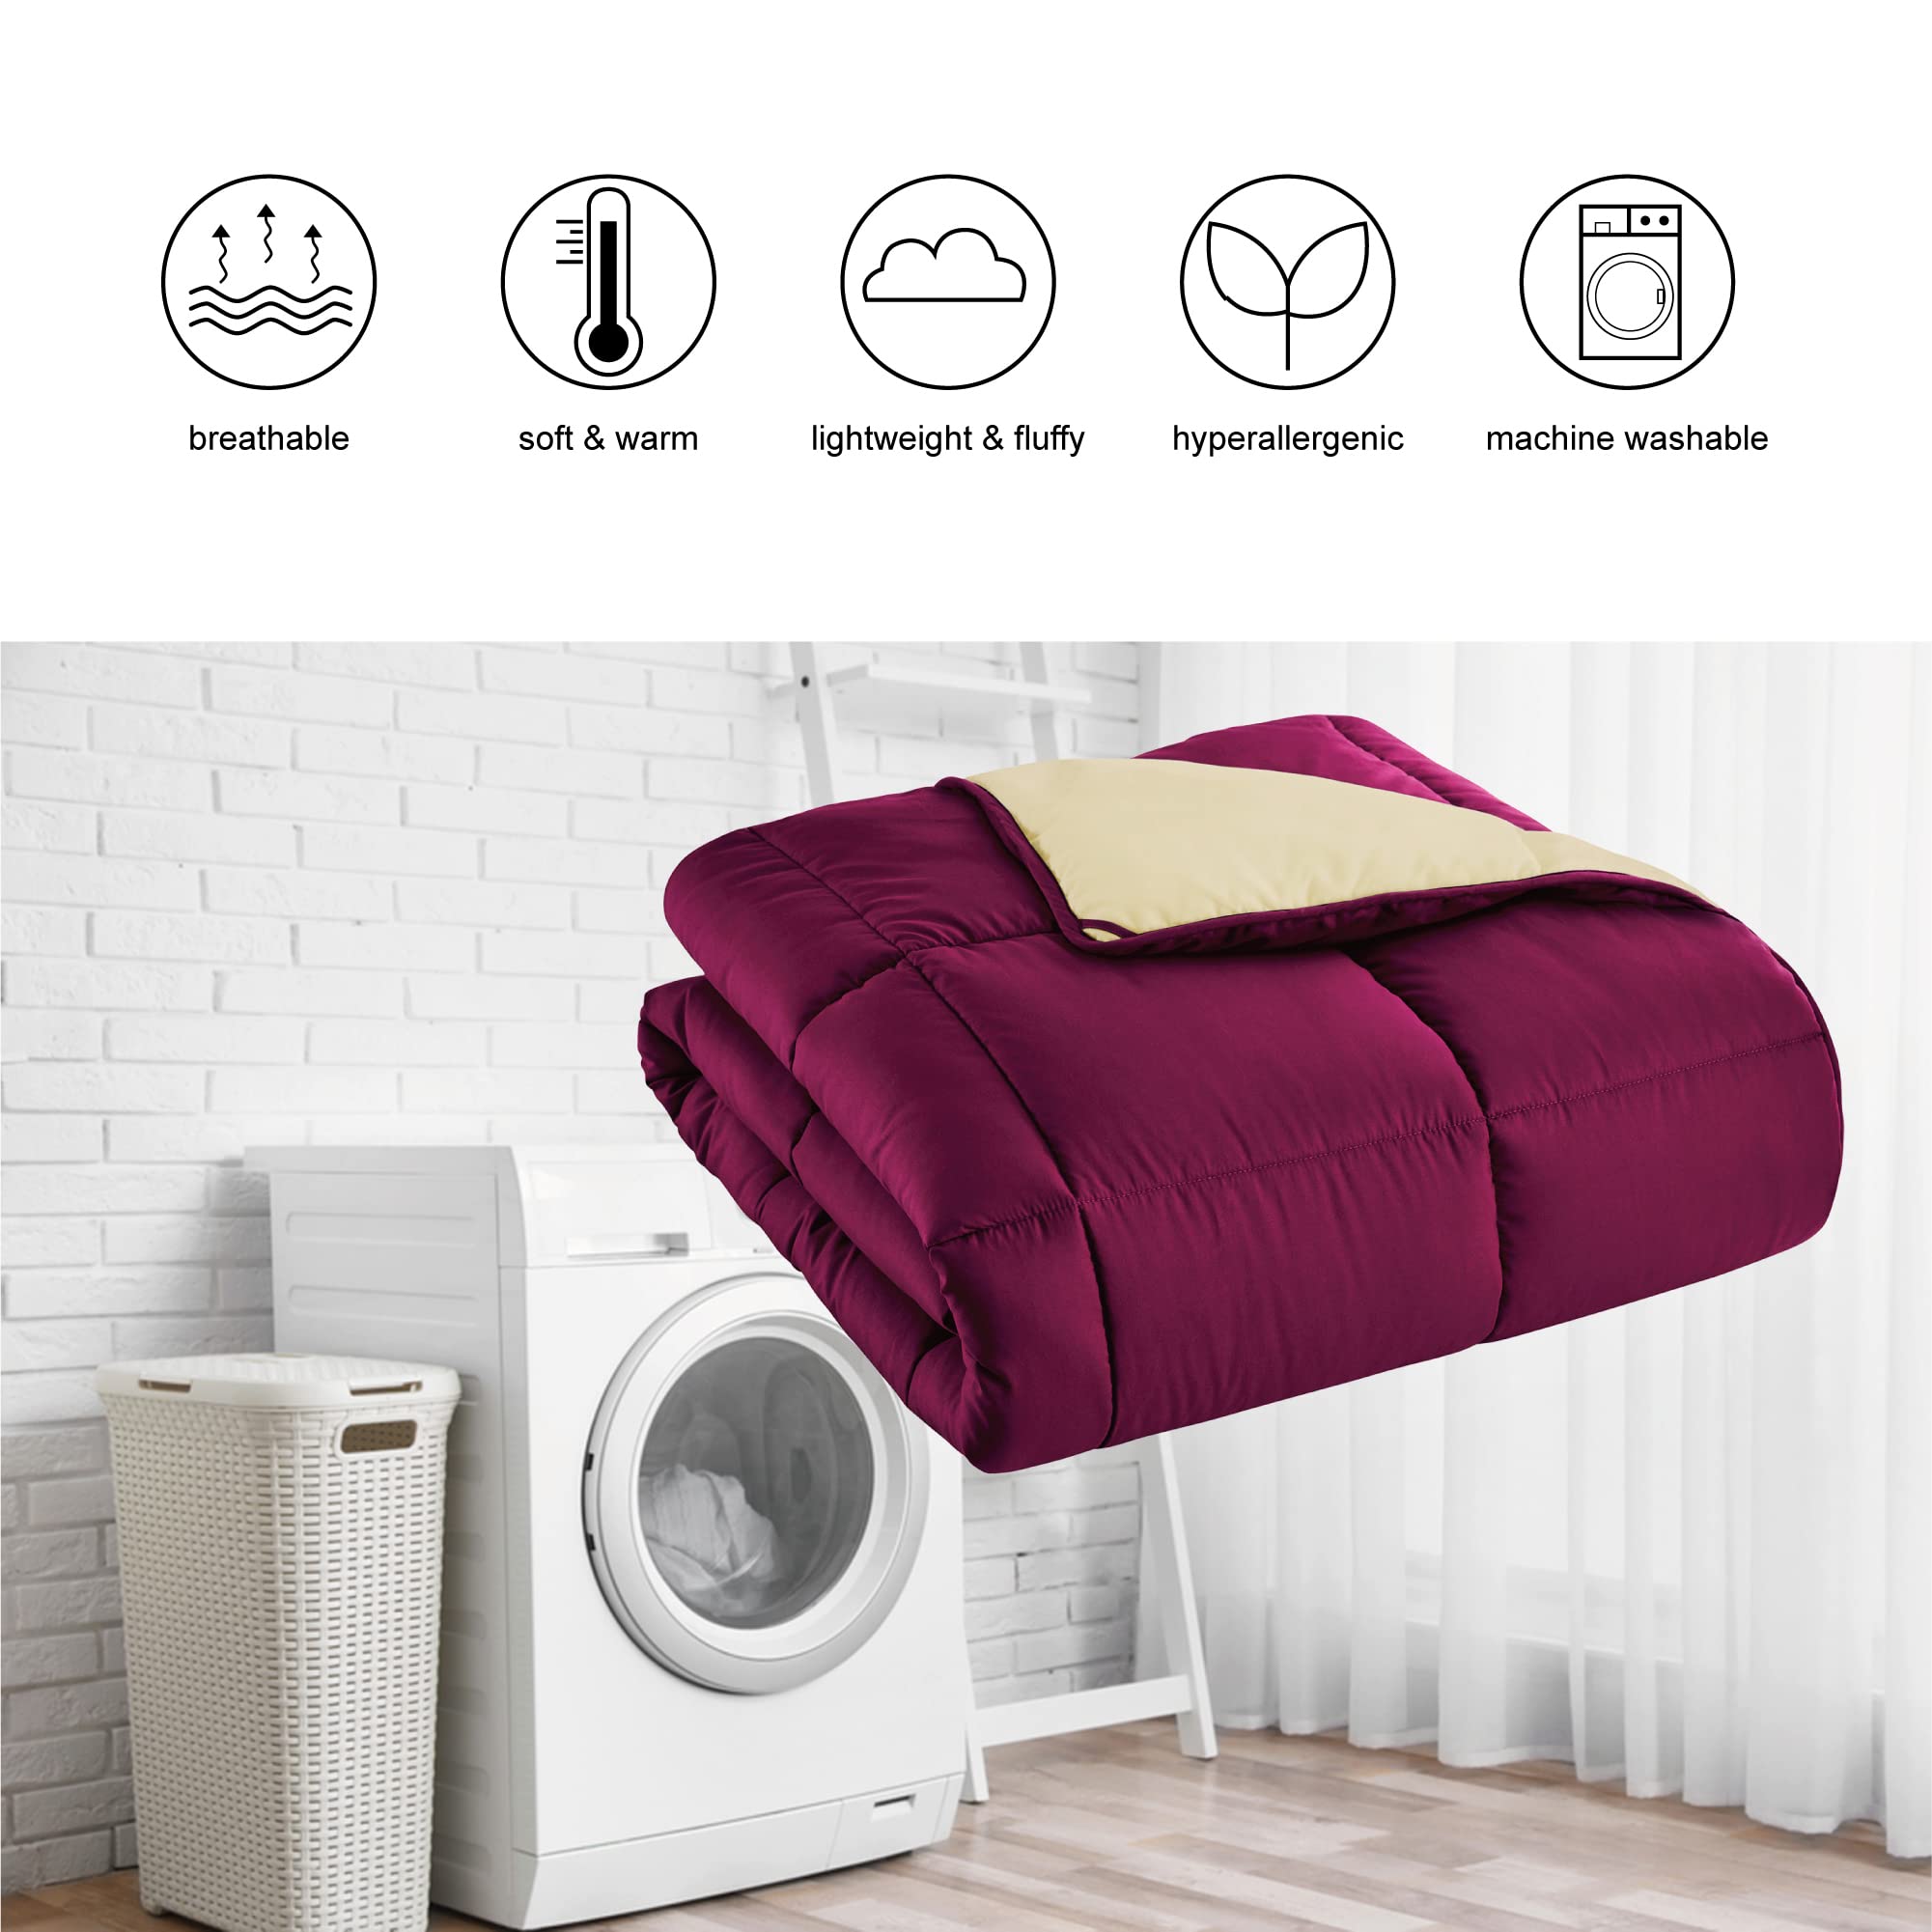 breathable
soft & warm
lightweight & fluffy
hyperallergenic
machine washable